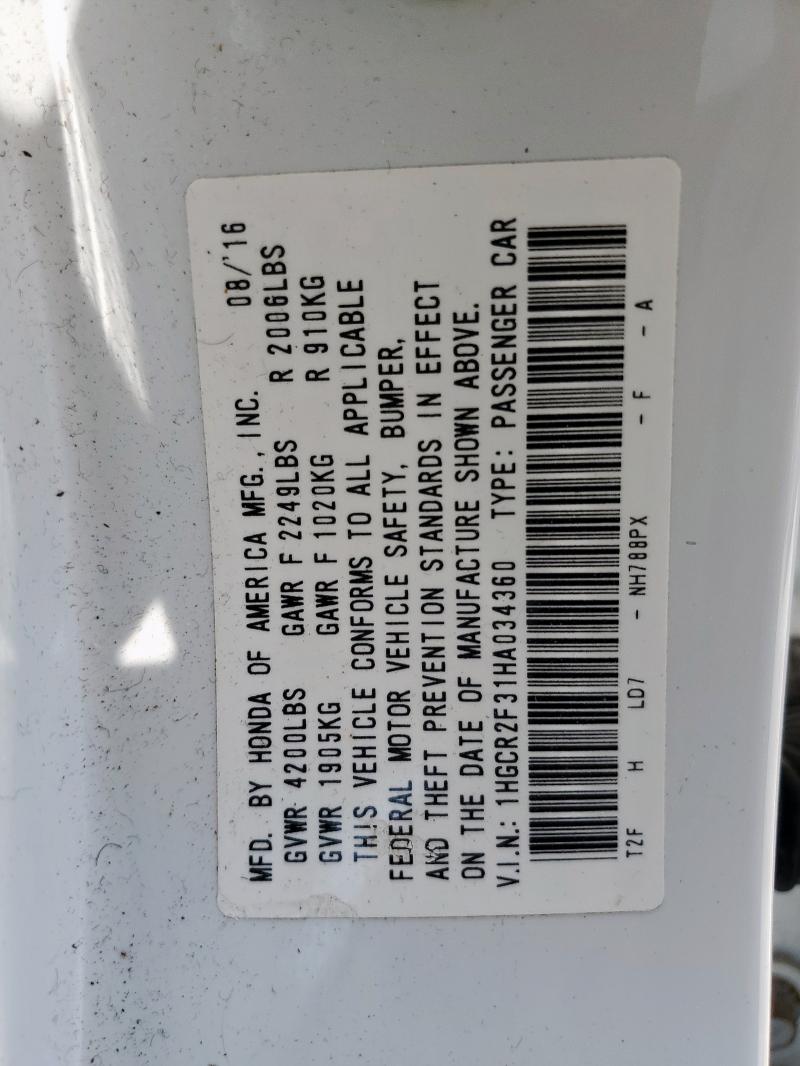 MFD. BY HONDA OF AMERICA MFG., INC. 08/'16
GVWR 4200LBS GAWR F 2249LBS R 2006LBS
GVWR 1905KG GAWR F 1020KG R 910KG
THIS VEHICLE CONFORMS TO ALL APPLICABLE
FEDERAL MOTOR VEHICLE SAFETY, BUMPER,
AND THEFT PREVENTION STANDARDS IN EFFECT
ON THE DATE OF MANUFACTURE SHOWN ABOVE.
V.I.N.: 1HGCR2F31HA034360 TYPE: PASSENGER CAR
T2F H LD7 - NH788PX - F - A